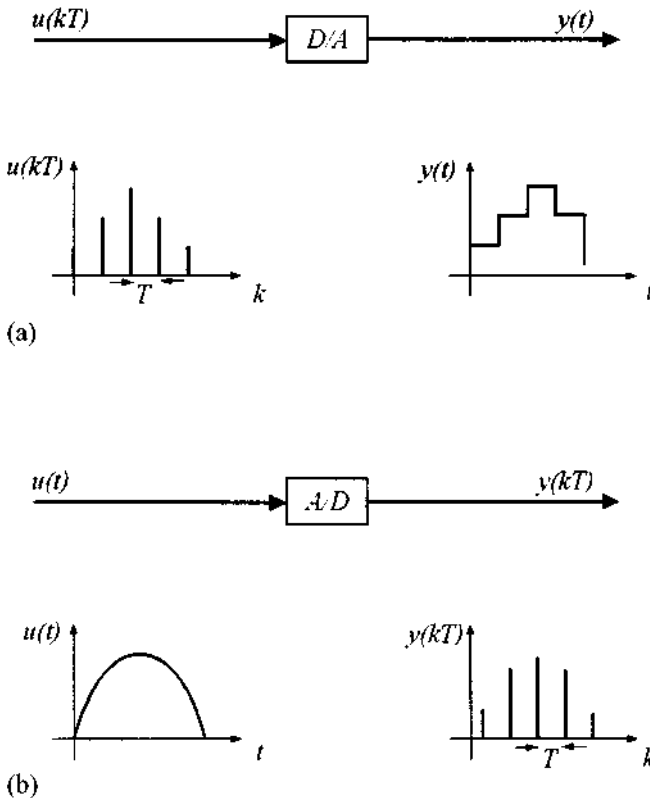 u(kT) D/A y(t)
u(kT) y(t)
T k t
(a)
u(t) A/D y(kT)
u(t) y(kT)
t T k
(b)